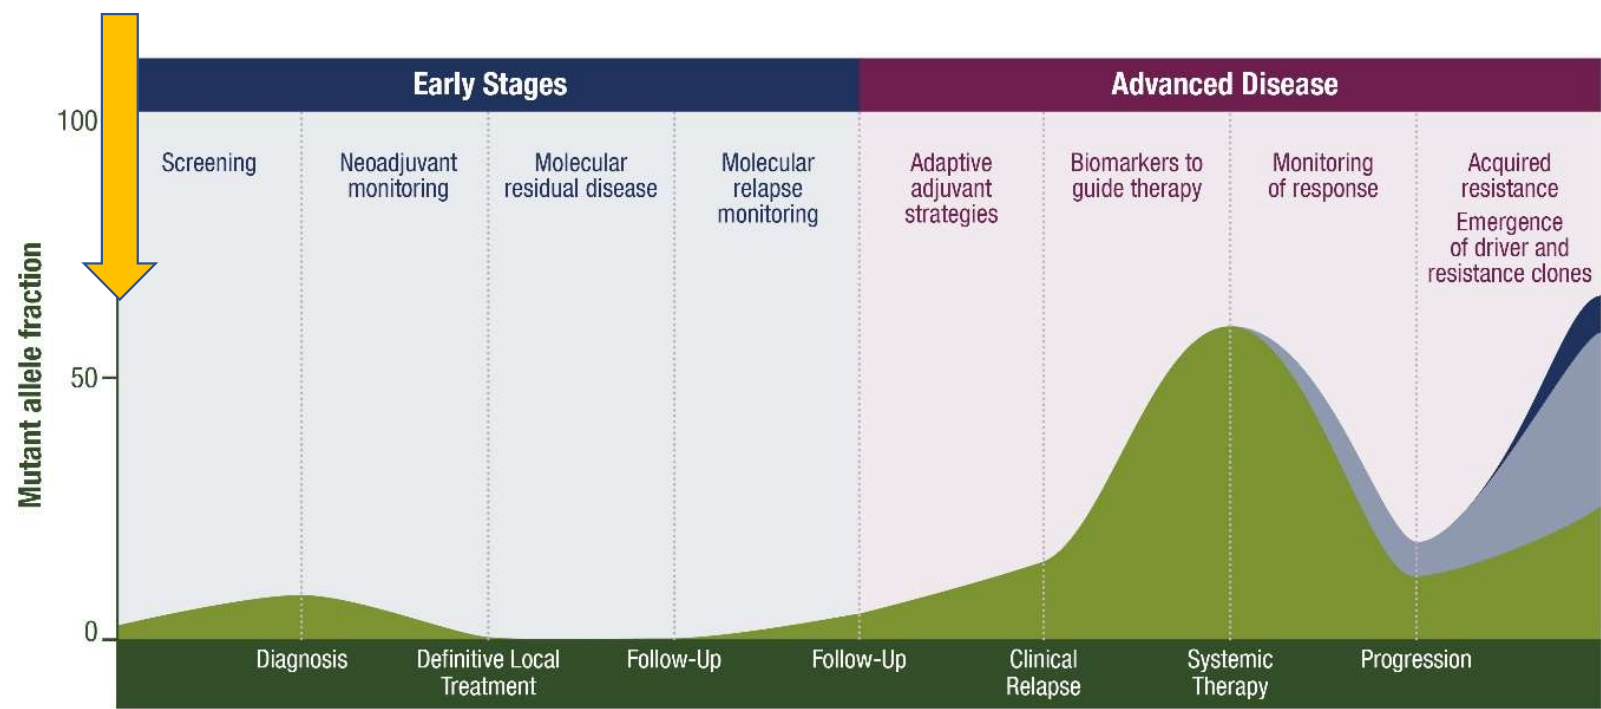 Early Stages
Advanced Disease
100
50
0
Mutant allele fraction
Screening
Neoadjuvant
monitoring
Molecular
residual disease
Molecular
relapse
monitoring
Adaptive
adjuvant
strategies
Biomarkers to
guide therapy
Monitoring
of response
Acquired
resistance
Emergence
of driver and
resistance clones
Diagnosis
Definitive Local
Treatment
Follow-Up
Follow-Up
Clinical
Relapse
Systemic
Therapy
Progression